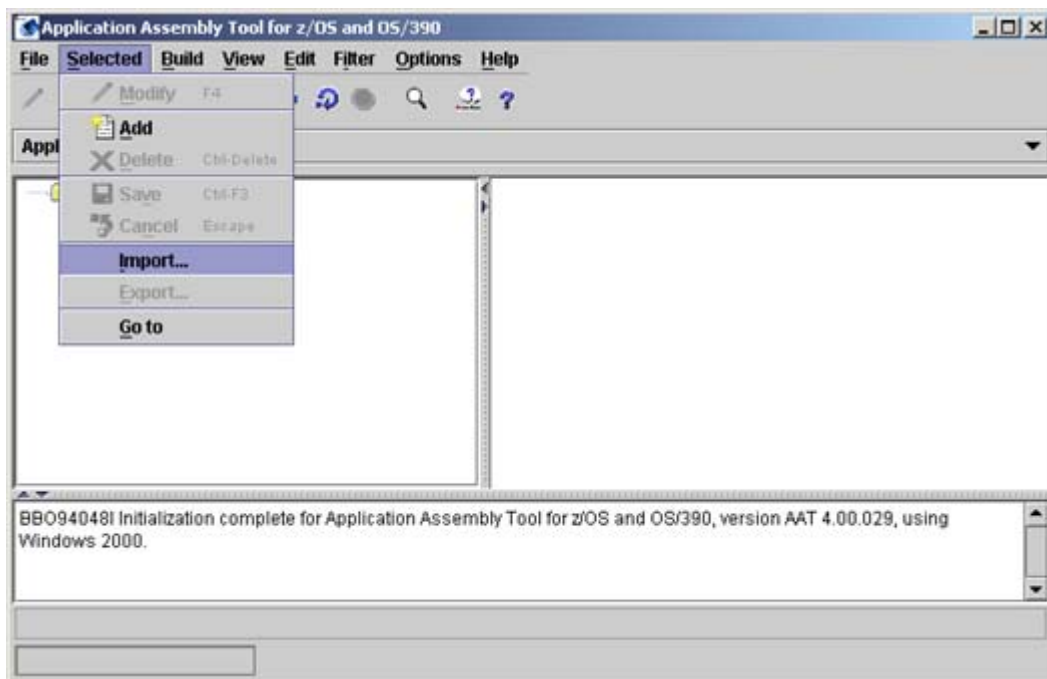 Application Assembly Tool for z/OS and OS/390
File Selected Build View Edit Filter Options Help
Modify F4
Add
Appl
Delete Ctrl-Delete
Save Ctrl-F3
Cancel Escape
Import...
Export...
Go to
BBO94048I Initialization complete for Application Assembly Tool for z/OS and OS/390, version AAT 4.00.029, using
Windows 2000.